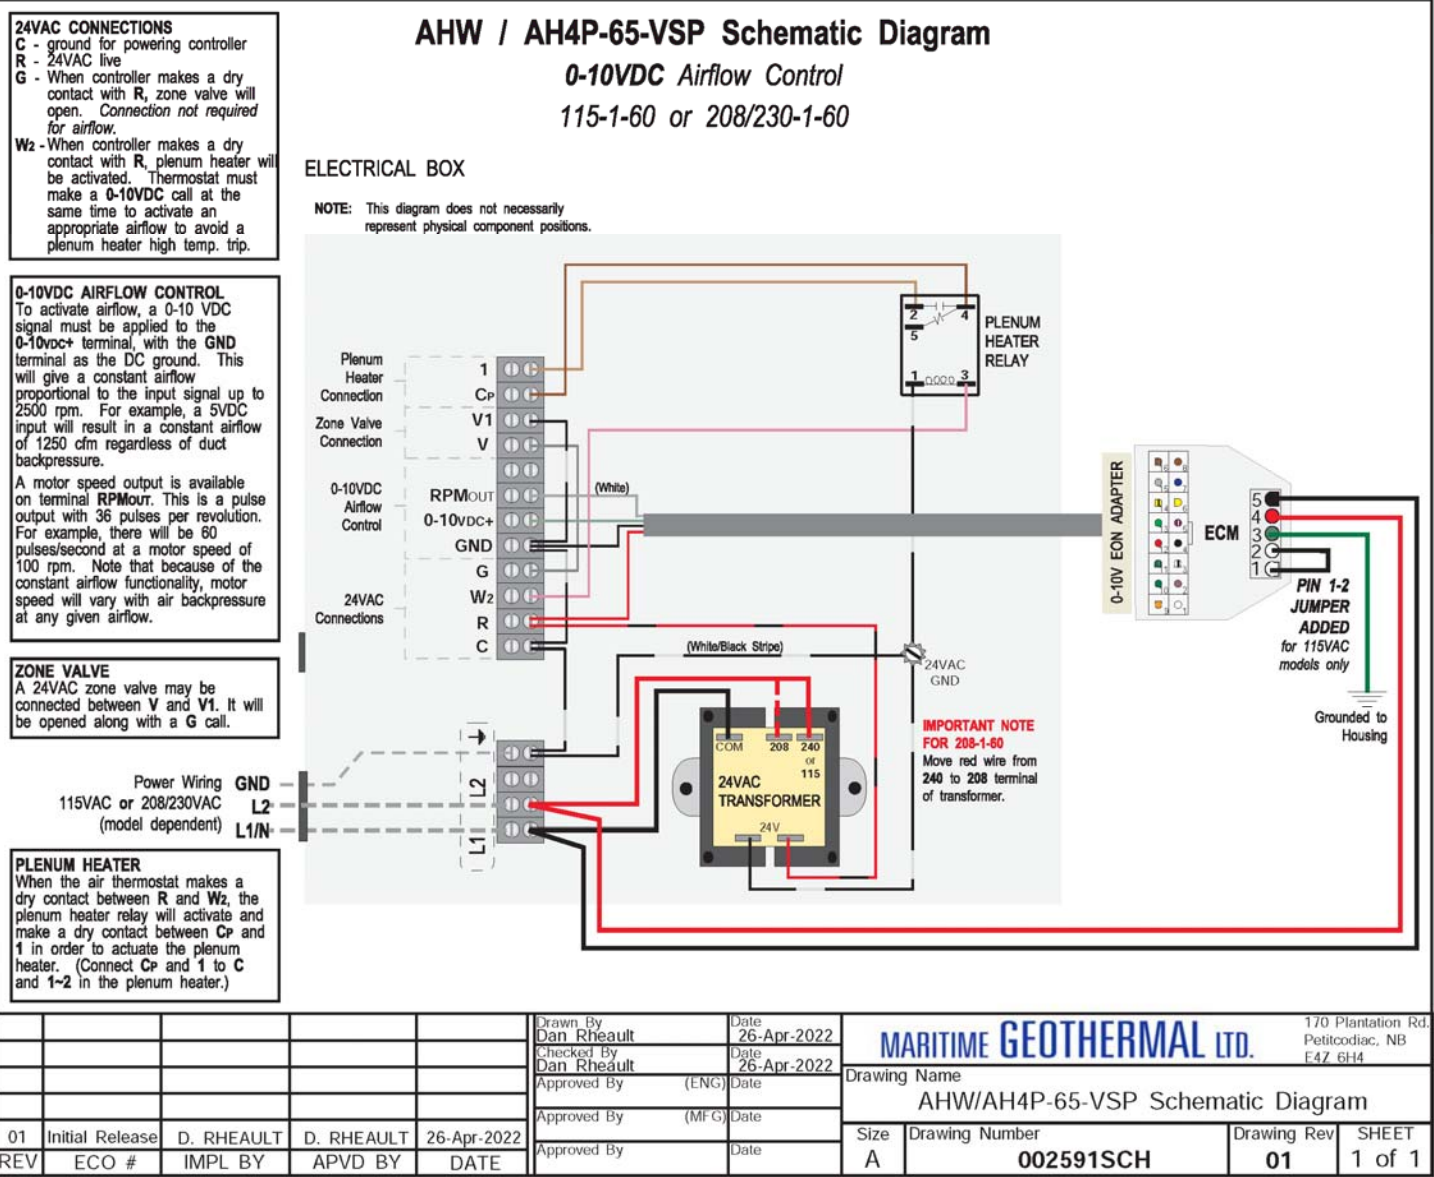 AHW / AH4P-65-VSP Schematic Diagram
0-10VDC Airflow Control
115-1-60 or 208/230-1-60
24VAC CONNECTIONS
C - ground for powering controller
R - 24VAC live
G - When controller makes a dry
contact with R, zone valve will
open. Connection not required
for airflow.
W2 - When controller makes a dry
contact with R, plenum heater will
be activated. Thermostat must
make a 0-10VDC call at the
same time to activate an
appropriate airflow to avoid a
plenum heater high temp. trip.
0-10VDC AIRFLOW CONTROL
To activate airflow, a 0-10 VDC
signal must be applied to the
0-10VDC+ terminal, with the GND
terminal as the DC ground. This
will give a constant airflow
proportional to the input signal up to
2500 rpm. For example, a 5VDC
input will result in a constant airflow
of 1250 cfm regardless of duct
backpressure.
A motor speed output is available
on terminal RPMOUT. This is a pulse
output with 36 pulses per revolution.
For example, there will be 60
pulses/second at a motor speed of
100 rpm. Note that because of the
constant airflow functionality, motor
speed will vary with air backpressure
at any given airflow.
ZONE VALVE
A 24VAC zone valve may be
connected between V and V1. It will
be opened along with a G call.
Power Wiring GND
115VAC or 208/230VAC L2
(model dependent) L1/N
PLENUM HEATER
When the air thermostat makes a
dry contact between R and W2, the
plenum heater relay will activate and
make a dry contact between CP and
1 in order to actuate the plenum
heater. (Connect CP and 1 to C
and 1~2 in the plenum heater.)
ELECTRICAL BOX
NOTE: This diagram does not necessarily
represent physical component positions.
Plenum
Heater
Connection
1
CP
Zone Valve
Connection
V1
V
0-10VDC
Airflow
Control
RPMOUT
0-10VDC+
GND
24VAC
Connections
G
W2
R
C
L2
L1
(White)
(White/Black Stripe)
2 4
5
1 3
PLENUM
HEATER
RELAY
24VAC
GND
COM 208 240
or
115
24VAC
TRANSFORMER
24V
IMPORTANT NOTE
FOR 208-1-60
Move red wire from
240 to 208 terminal
of transformer.
0-10V EON ADAPTER
ECM
5
4
3
2
1
PIN 1-2
JUMPER
ADDED
for 115VAC
models only
Grounded to
Housing
01 Initial Release D. RHEAULT D. RHEAULT 26-Apr-2022
REV ECO # IMPL BY APVD BY DATE
Drawn By Date
Dan Rheault 26-Apr-2022
Checked By Date
Dan Rheault 26-Apr-2022
Approved By (ENG) Date
Approved By (MFG) Date
Approved By Date
MARITIME GEOTHERMAL LTD.
170 Plantation Rd.
Petitcodiac, NB
E4Z 6H4
Drawing Name
AHW/AH4P-65-VSP Schematic Diagram
Size Drawing Number Drawing Rev SHEET
A 002591SCH 01 1 of 1